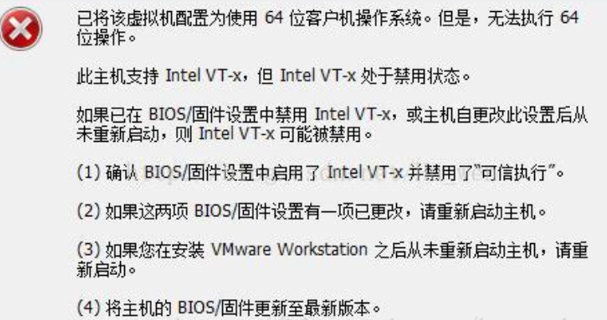 已将该虚拟机配置为使用 64 位客户机操作系统。但是，无法执行 64
位操作。
此主机支持 Intel VT-x，但 Intel VT-x 处于禁用状态。
如果已在 BIOS/固件设置中禁用 Intel VT-x，或主机自更改此设置后从
未重新启动，则 Intel VT-x 可能被禁用。
(1) 确认 BIOS/固件设置中启用了 Intel VT-x 并禁用了“可信执行”。
(2) 如果这两项 BIOS/固件设置有一项已更改，请重新启动主机。
(3) 如果您在安装 VMware Workstation 之后从未重新启动主机，请重
新启动。
(4) 将主机的 BIOS/固件更新至最新版本。